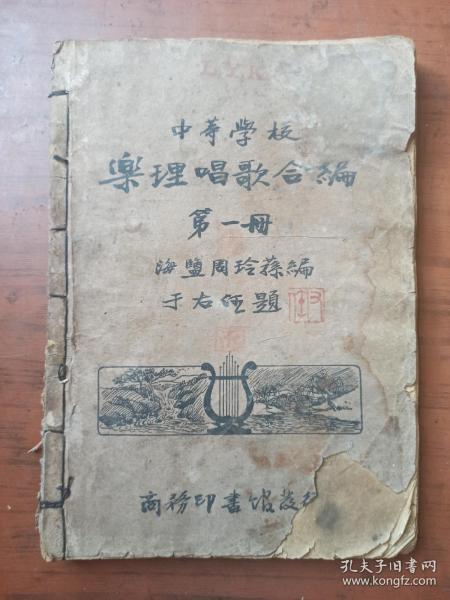 中等学校
樂理唱歌合編
第一冊
海鹽周玲蓀編
于右任題
商務印書館發行
孔夫子旧书网
www.kongfz.com